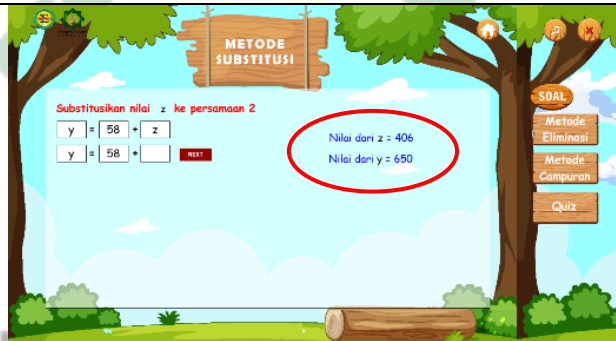 METODE
SUBSTITUSI
Substitusikan nilai z ke persamaan 2
y = 58 + z
y = 58 +
NEXT
Nilai dari z = 406
Nilai dari y = 650
SOAL
Metode
Eliminasi
Metode
Campuran
Quiz